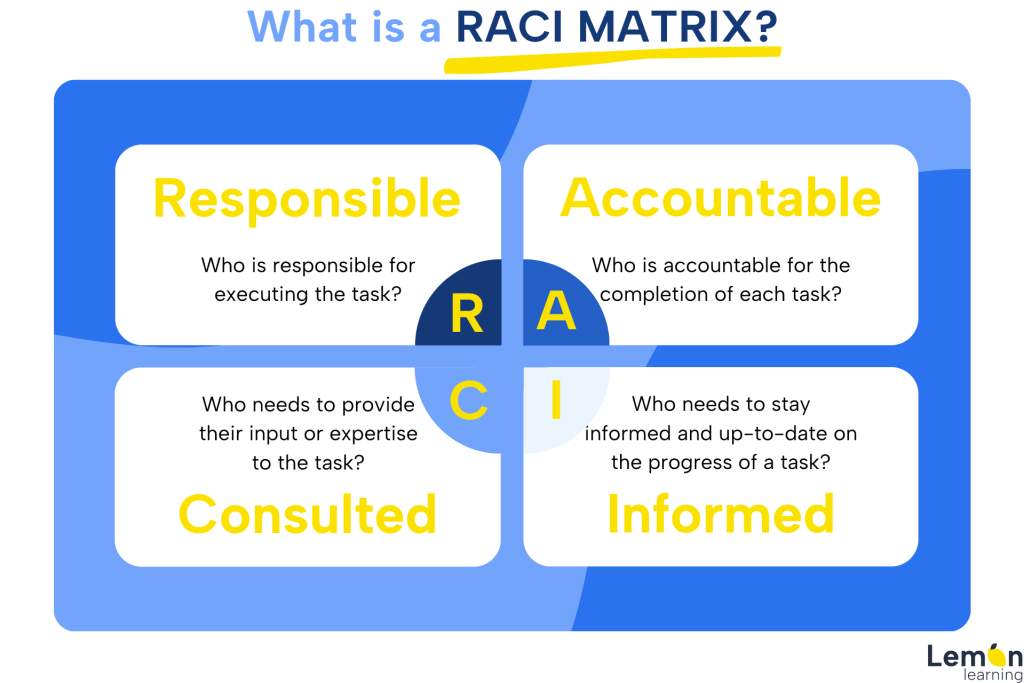 What is a RACI MATRIX?
Responsible
Who is responsible for
executing the task?
Accountable
Who is accountable for the
completion of each task?
R
A
C
I
Who needs to provide
their input or expertise
to the task?
Consulted
Who needs to stay
informed and up-to-date on
the progress of a task?
Informed
Lemon
learning